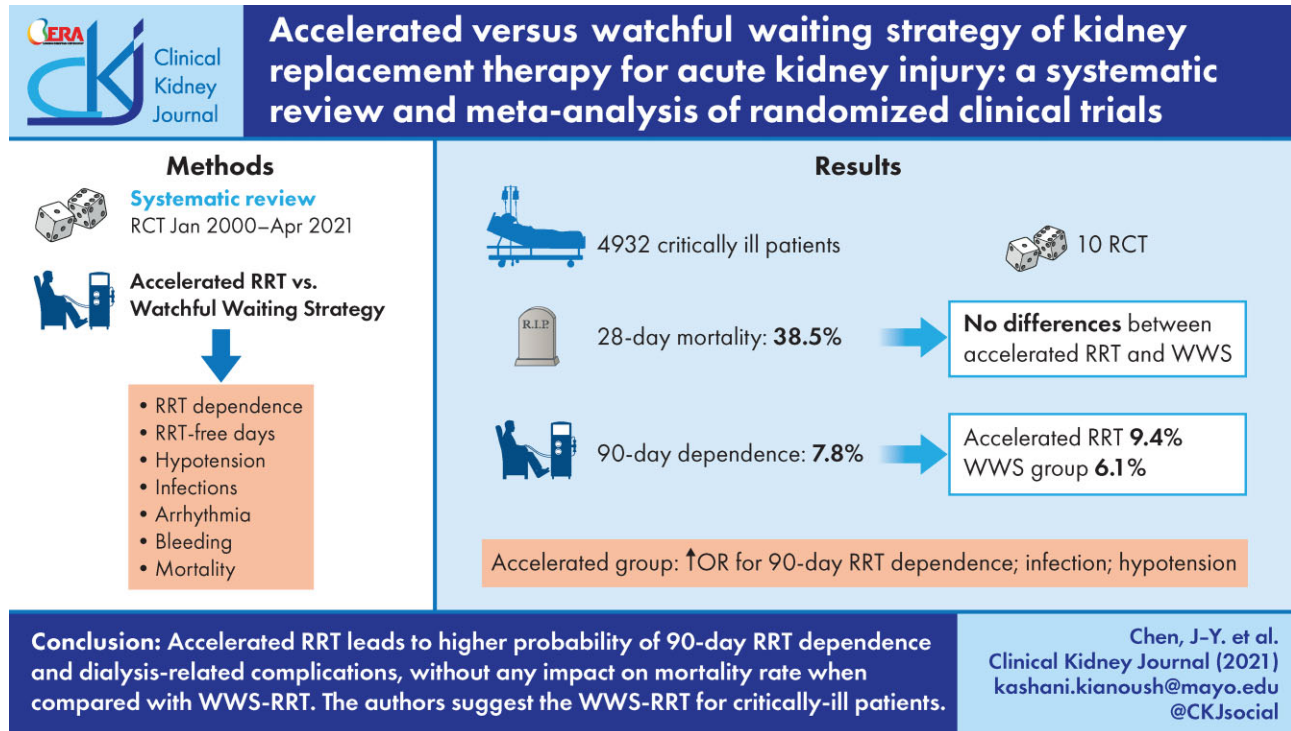 ERA
CKJ
Clinical
Kidney
Journal
Accelerated versus watchful waiting strategy of kidney
replacement therapy for acute kidney injury: a systematic
review and meta-analysis of randomized clinical trials
Methods
Systematic review
RCT Jan 2000–Apr 2021
Accelerated RRT vs.
Watchful Waiting Strategy
• RRT dependence
• RRT-free days
• Hypotension
• Infections
• Arrhythmia
• Bleeding
• Mortality
Results
4932 critically ill patients
10 RCT
R.I.P.
28-day mortality: 38.5%
No differences between
accelerated RRT and WWS
90-day dependence: 7.8%
Accelerated RRT 9.4%
WWS group 6.1%
Accelerated group: ↑OR for 90-day RRT dependence; infection; hypotension
Conclusion: Accelerated RRT leads to higher probability of 90-day RRT dependence
and dialysis-related complications, without any impact on mortality rate when
compared with WWS-RRT. The authors suggest the WWS-RRT for critically-ill patients.
Chen, J-Y. et al.
Clinical Kidney Journal (2021)
kashani.kianoush@mayo.edu
@CKJsocial